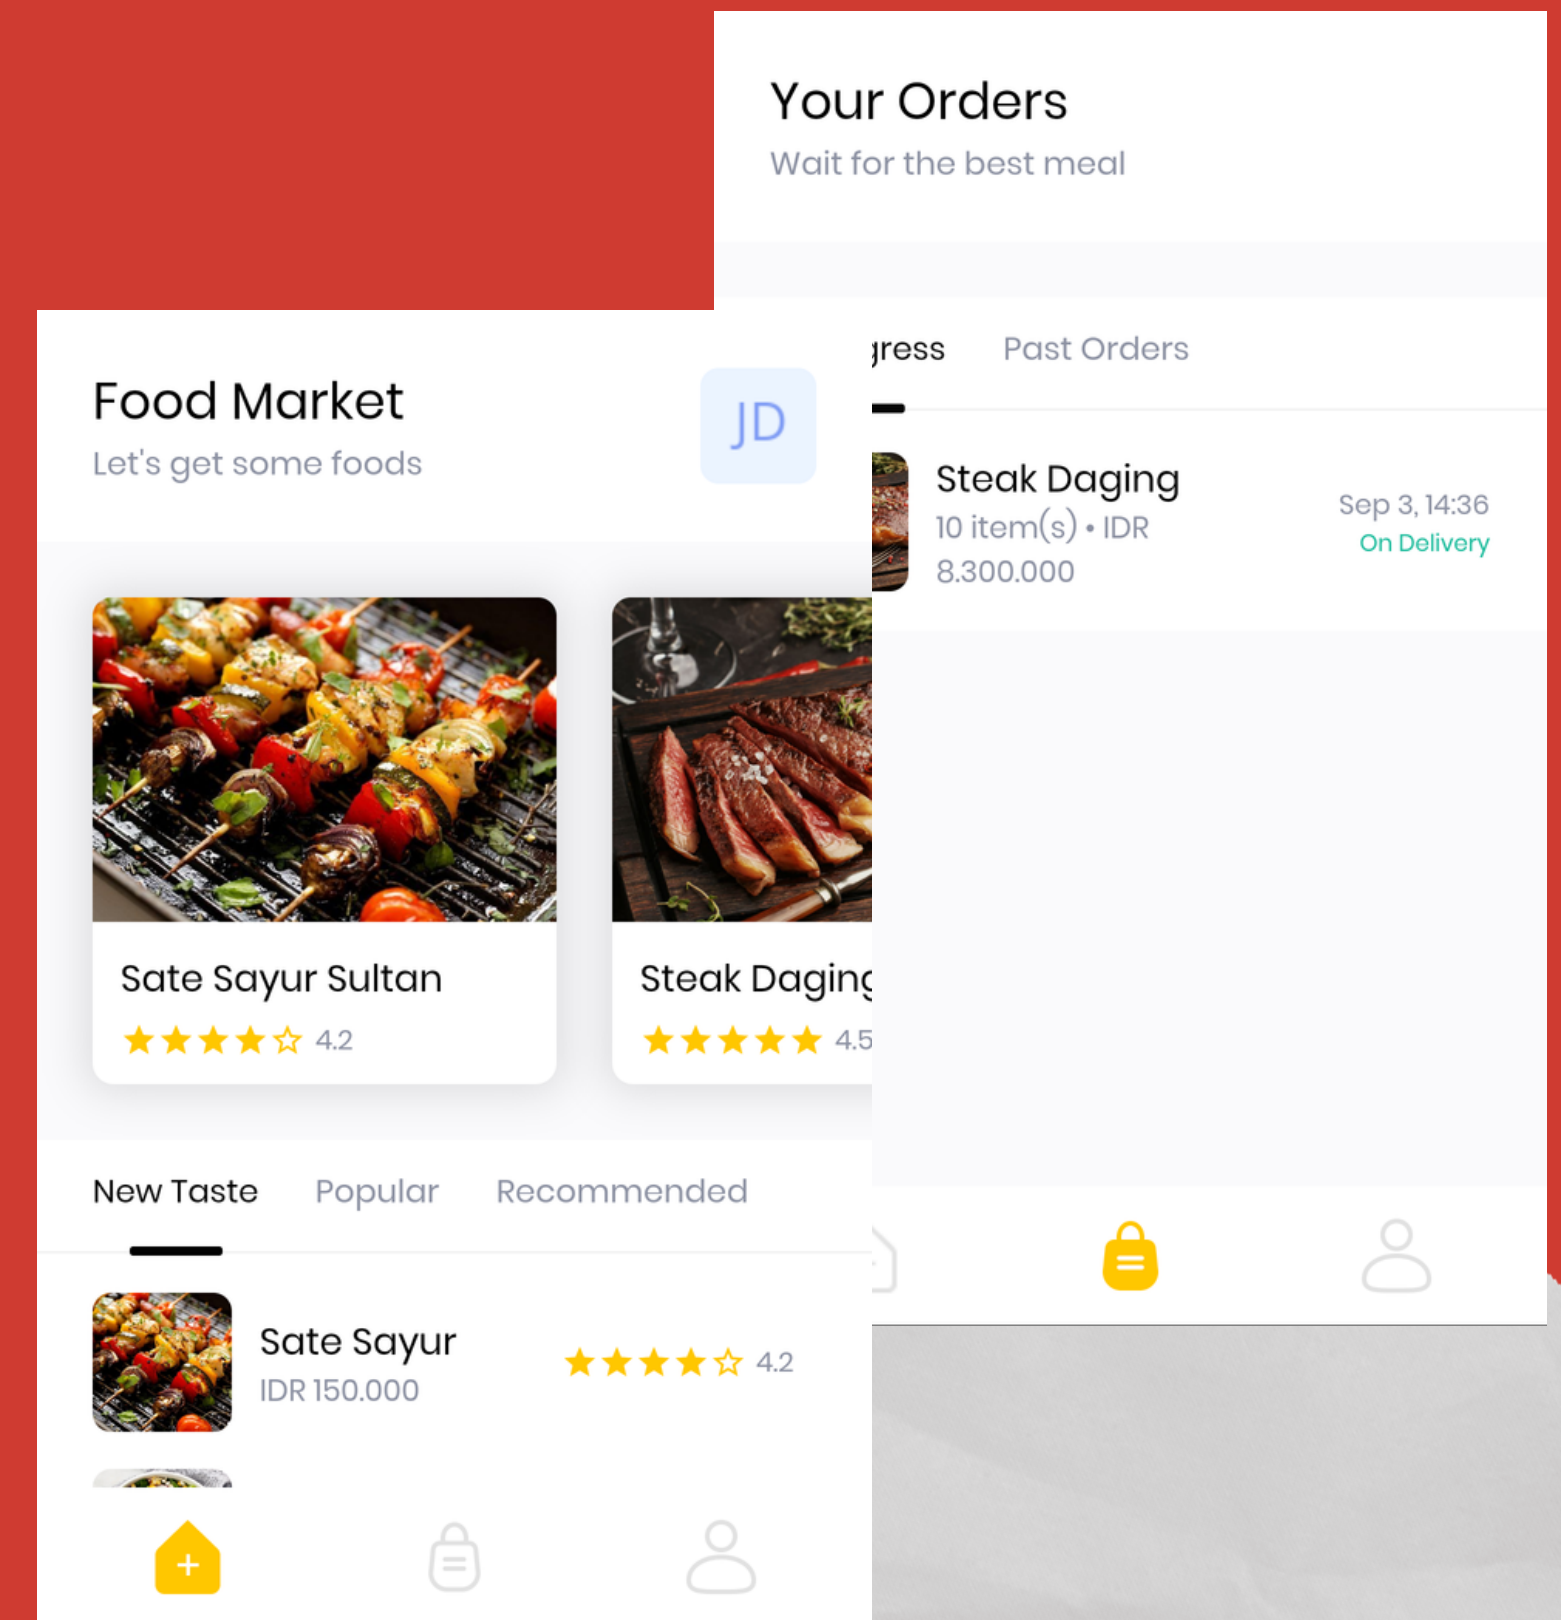 Your Orders
Wait for the best meal
gress
Past Orders
Steak Daging
10 item(s) • IDR
8.300.000
Sep 3, 14:36
On Delivery
Food Market
Let's get some foods
JD
Sate Sayur Sultan
4.2
Steak Daging
4.5
New Taste
Popular
Recommended
Sate Sayur
IDR 150.000
4.2